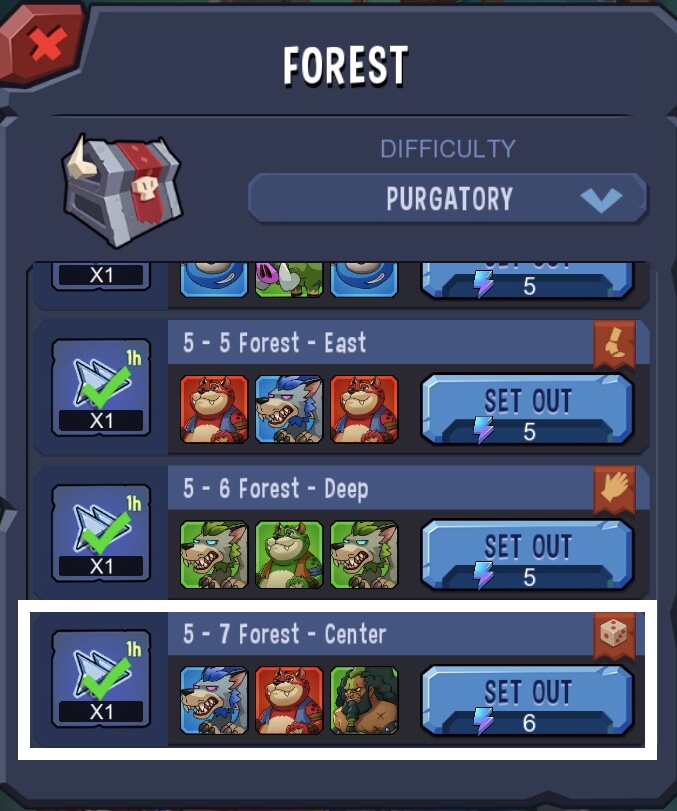 FOREST
DIFFICULTY
PURGATORY
X1
5
5 - 5 Forest - East
1h
X1
SET OUT
5
5 - 6 Forest - Deep
1h
X1
SET OUT
5
5 - 7 Forest - Center
1h
X1
SET OUT
6